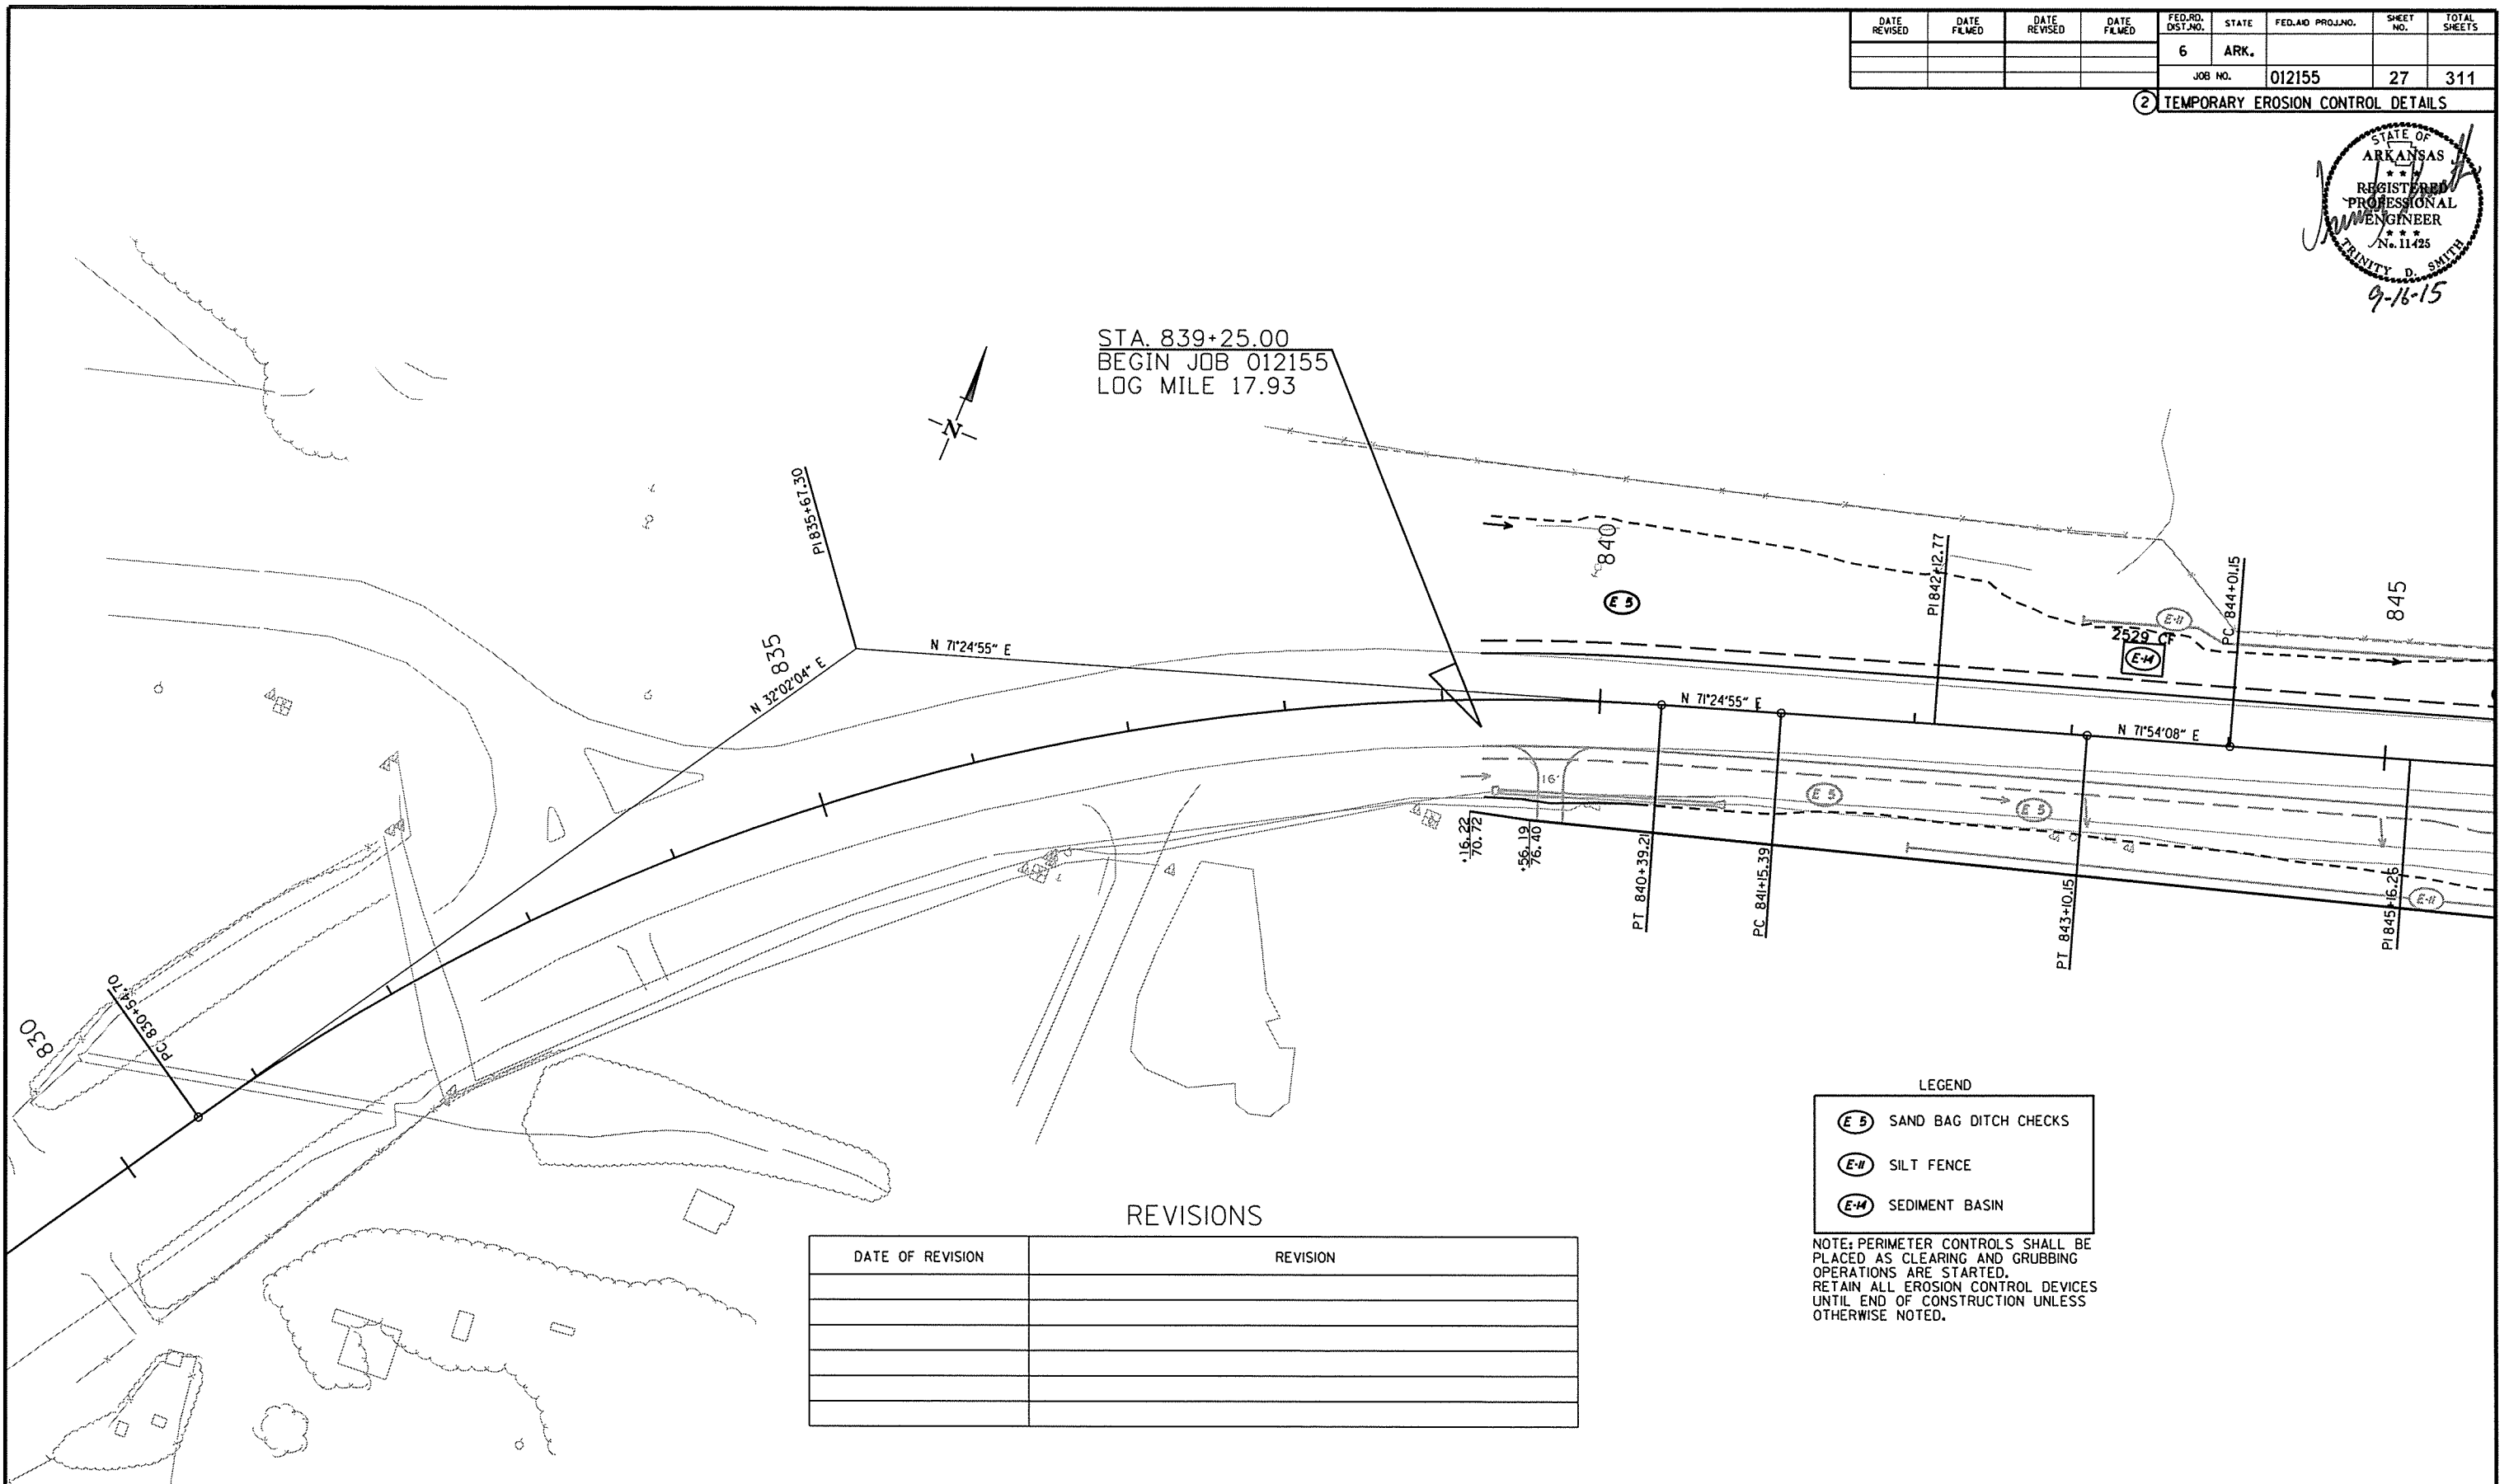 DATE REVISED
DATE FILMED
DATE REVISED
DATE FILMED
FED.RD. DIST.NO.
STATE
FED.AID PROJ.NO.
SHEET NO.
TOTAL SHEETS
6
ARK.
JOB NO.
012155
27
311
2 TEMPORARY EROSION CONTROL DETAILS
STATE OF
ARKANSAS
REGISTERED
PROFESSIONAL
ENGINEER
No. 11425
TRINITY D. SMITH
9-16-15
STA. 839+25.00
BEGIN JOB 012155
LOG MILE 17.93
N
PI 835+67.30
835
N 32°02'04" E
N 71°24'55" E
840
E 5
PI 842+12.77
E-11
2529 CF
E-14
PC 844+01.15
845
N 71°24'55" E
N 71°54'08" E
16'
E 5
E 5
+16.22
70.72
+56.19
76.40
PT 840+39.21
PC 841+15.39
PT 843+10.15
PI 845+16.26
E-11
830
PC 830+54.70
LEGEND
E 5 SAND BAG DITCH CHECKS
E-11 SILT FENCE
E-14 SEDIMENT BASIN
NOTE: PERIMETER CONTROLS SHALL BE
PLACED AS CLEARING AND GRUBBING
OPERATIONS ARE STARTED.
RETAIN ALL EROSION CONTROL DEVICES
UNTIL END OF CONSTRUCTION UNLESS
OTHERWISE NOTED.
REVISIONS
DATE OF REVISION
REVISION